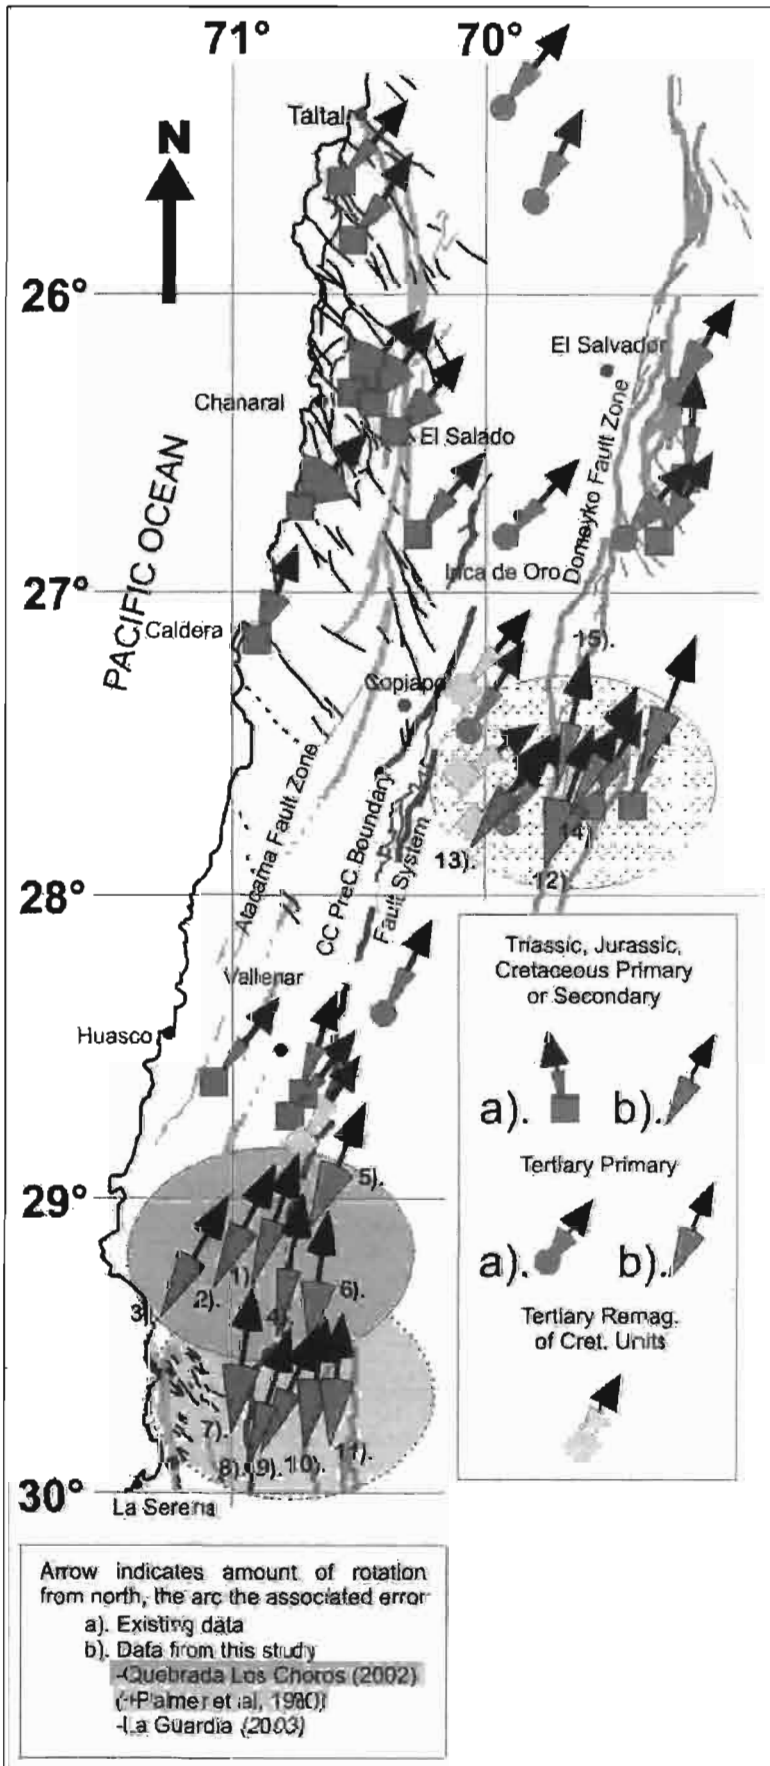 71° 70°
Taltal
N
26°
El Salvador
Chanaral
El Salado
PACIFIC OCEAN
Domeyko Fault Zone
Inca de Oro
27°
Caldera
15).
Copiapo
Atacama Fault Zone
CC PreC Boundary
Fault System
14)
13).
12).
28°
Vallenar
Huasco
Triassic, Jurassic,
Cretaceous Primary
or Secondary
a). b).
Tertiary Primary
a). b).
Tertiary Remag.
of Cret. Units
29°
5).
1).
2).
3)
4).
6).
7).
8). 9). 10). 11).
30°
La Serena
Arrow indicates amount of rotation
from north, the arc the associated error
a). Existing data
b). Data from this study
-Quebrada Los Choros (2002)
(+Palmer et al, 1980)
-La Guardia (2003)